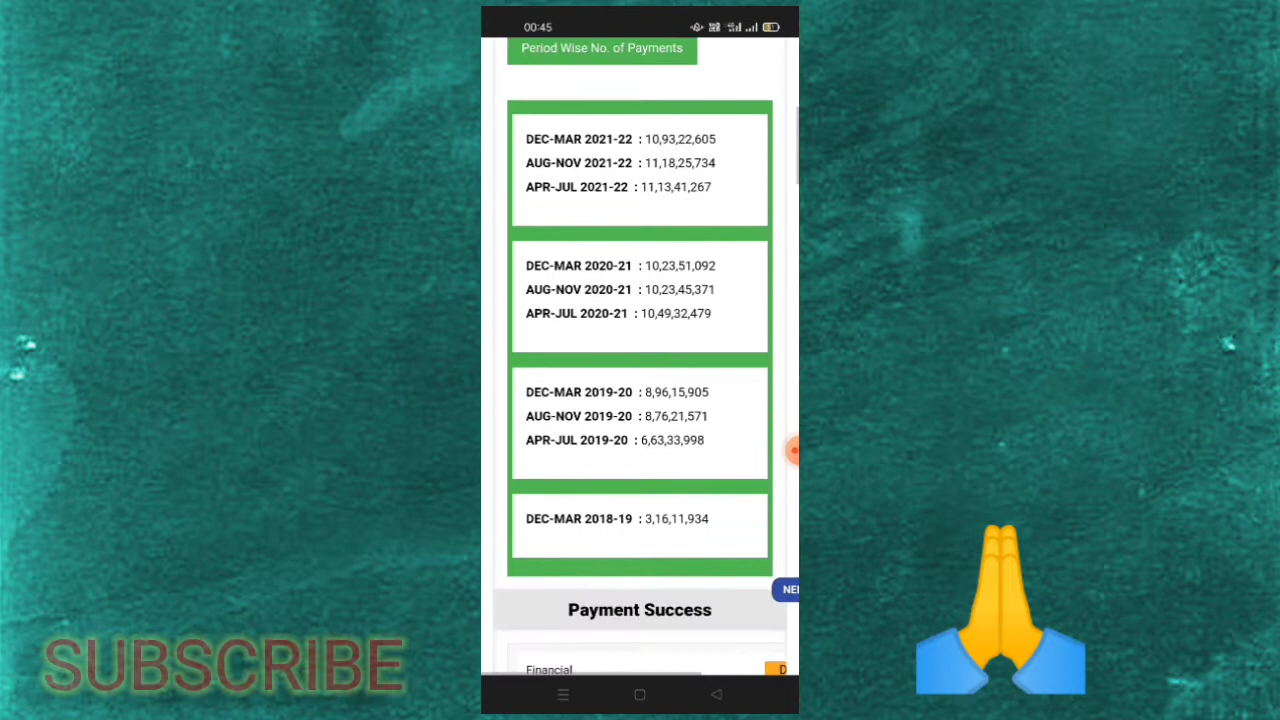 00:45
Period Wise No. of Payments
DEC-MAR 2021-22 : 10,93,22,605
AUG-NOV 2021-22 : 11,18,25,734
APR-JUL 2021-22 : 11,13,41,267
DEC-MAR 2020-21 : 10,23,51,092
AUG-NOV 2020-21 : 10,23,45,371
APR-JUL 2020-21 : 10,49,32,479
DEC-MAR 2019-20 : 8,96,15,905
AUG-NOV 2019-20 : 8,76,21,571
APR-JUL 2019-20 : 6,63,33,998
DEC-MAR 2018-19 : 3,16,11,934
Payment Success
Financial
SUBSCRIBE